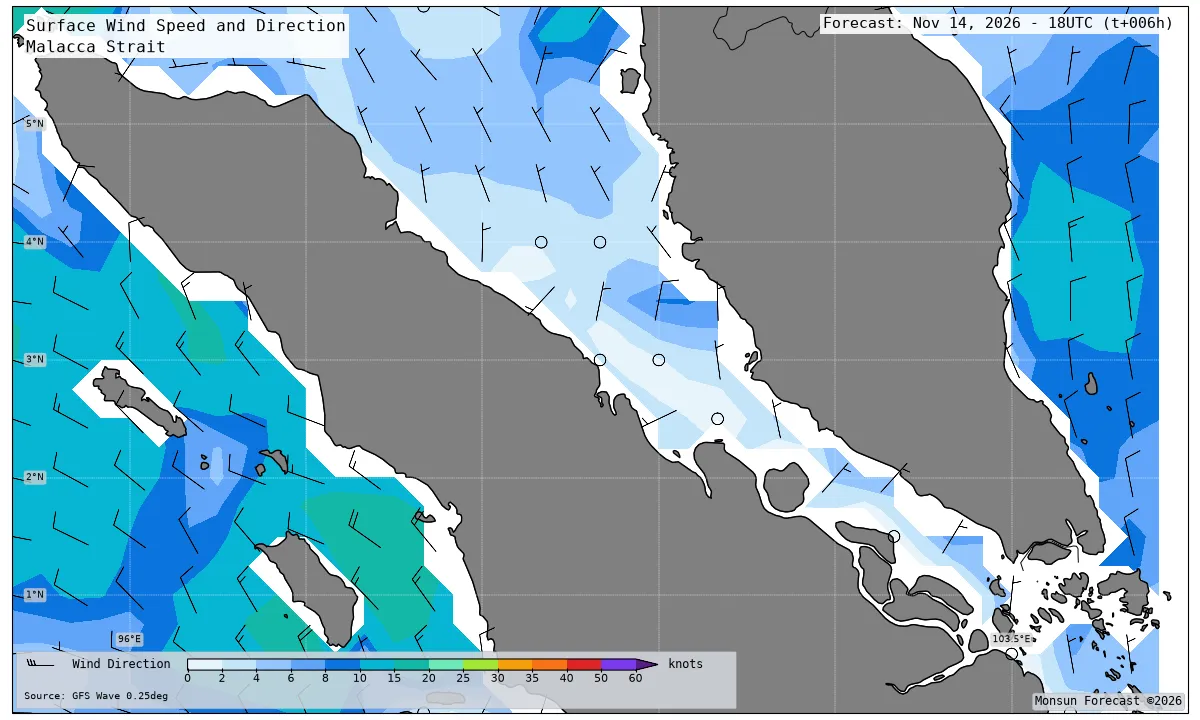 Surface Wind Speed and Direction
Malacca Strait
Forecast: Nov 14, 2026 - 18UTC (t+006h)
5°N
4°N
3°N
2°N
1°N
96°E
103.5°E
Wind Direction
knots
0 2 4 6 8 10 15 20 25 30 35 40 50 60
Source: GFS Wave 0.25deg
Monsun Forecast ©2026